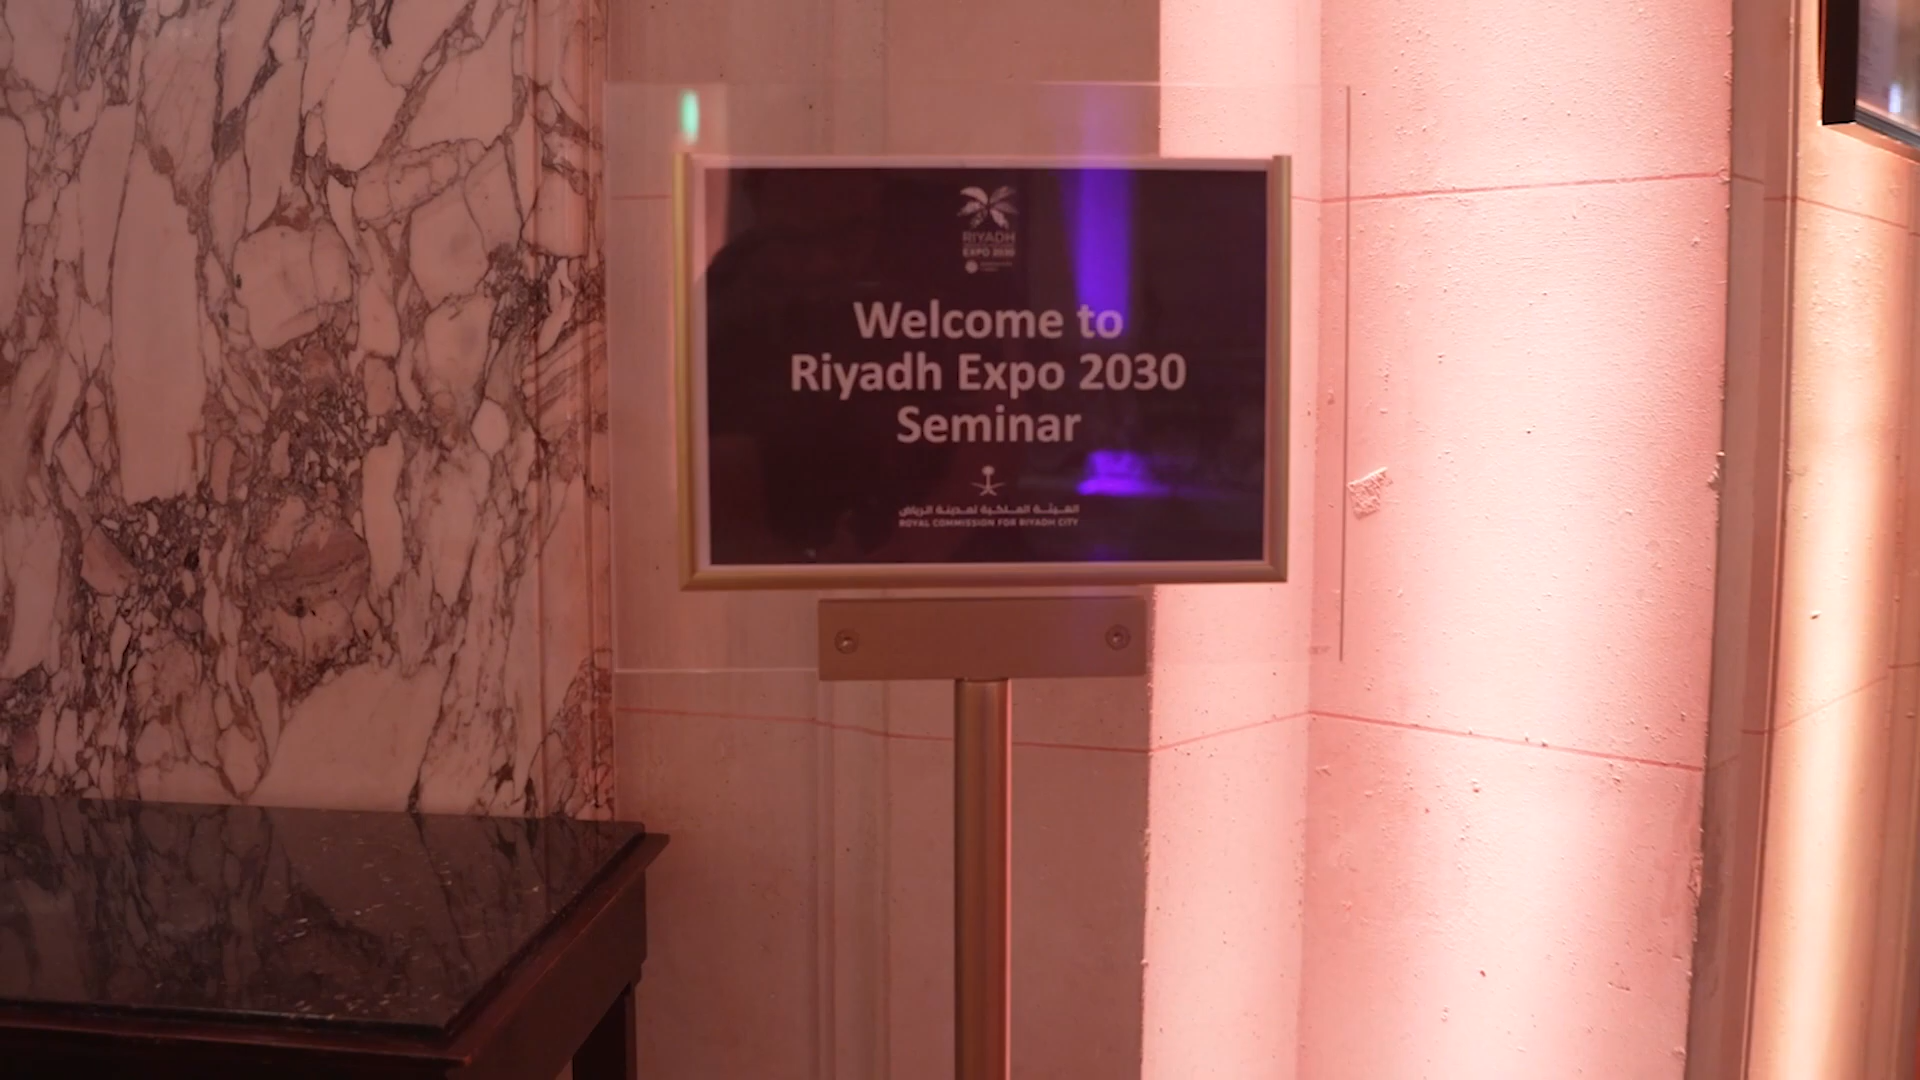 RIYADH
EXPO 2030
Welcome to
Riyadh Expo 2030
Seminar
الهيئة الملكية لمدينة الرياض
ROYAL COMMISSION FOR RIYADH CITY